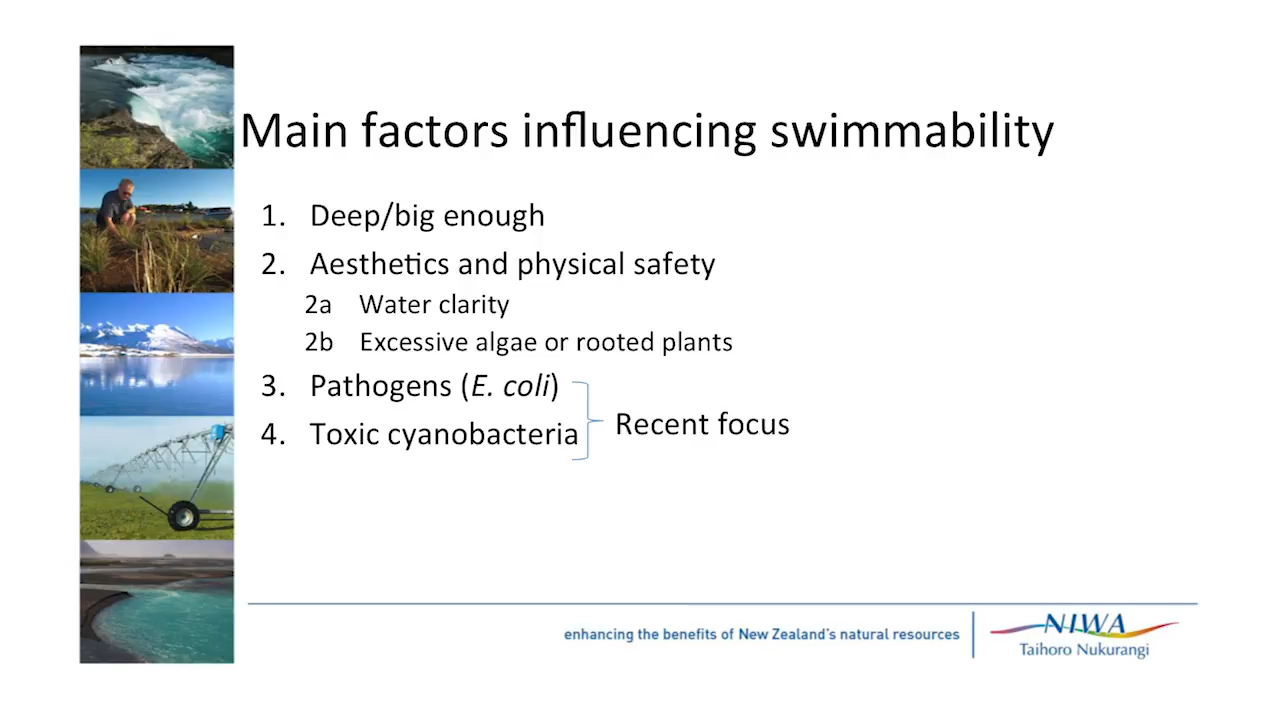 Main factors influencing swimmability
1. Deep/big enough
2. Aesthetics and physical safety
2a Water clarity
2b Excessive algae or rooted plants
3. Pathogens (E. coli)
4. Toxic cyanobacteria
Recent focus
enhancing the benefits of New Zealand's natural resources
NIWA
Taihoro Nukurangi